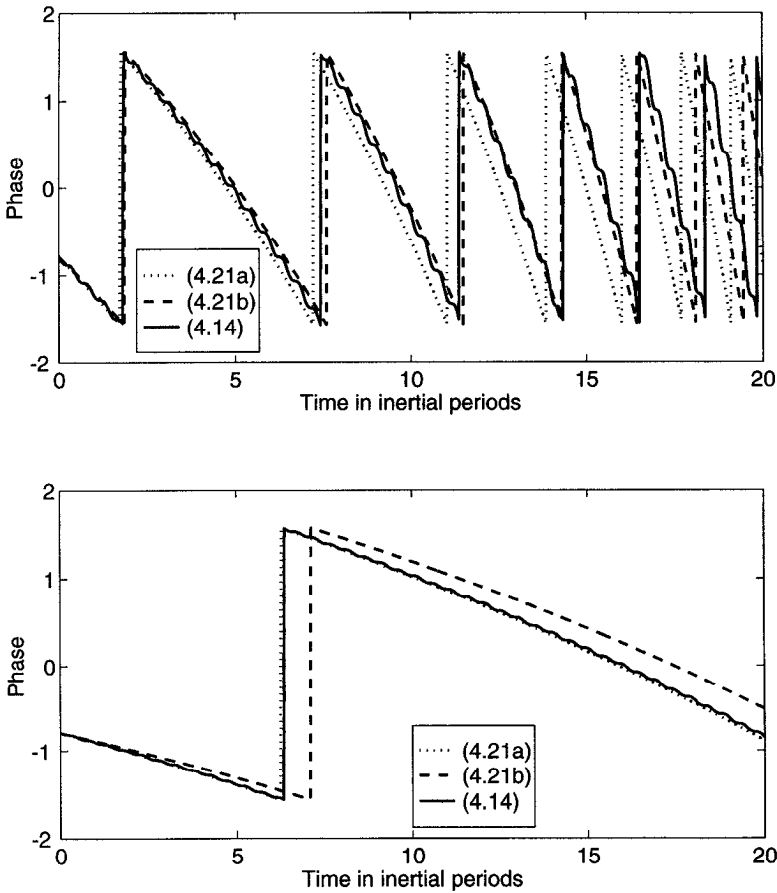 2
1
0
-1
-2
Phase
(4.21a)
(4.21b)
(4.14)
0
5
10
15
20
Time in inertial periods
2
1
0
-1
-2
Phase
(4.21a)
(4.21b)
(4.14)
0
5
10
15
20
Time in inertial periods